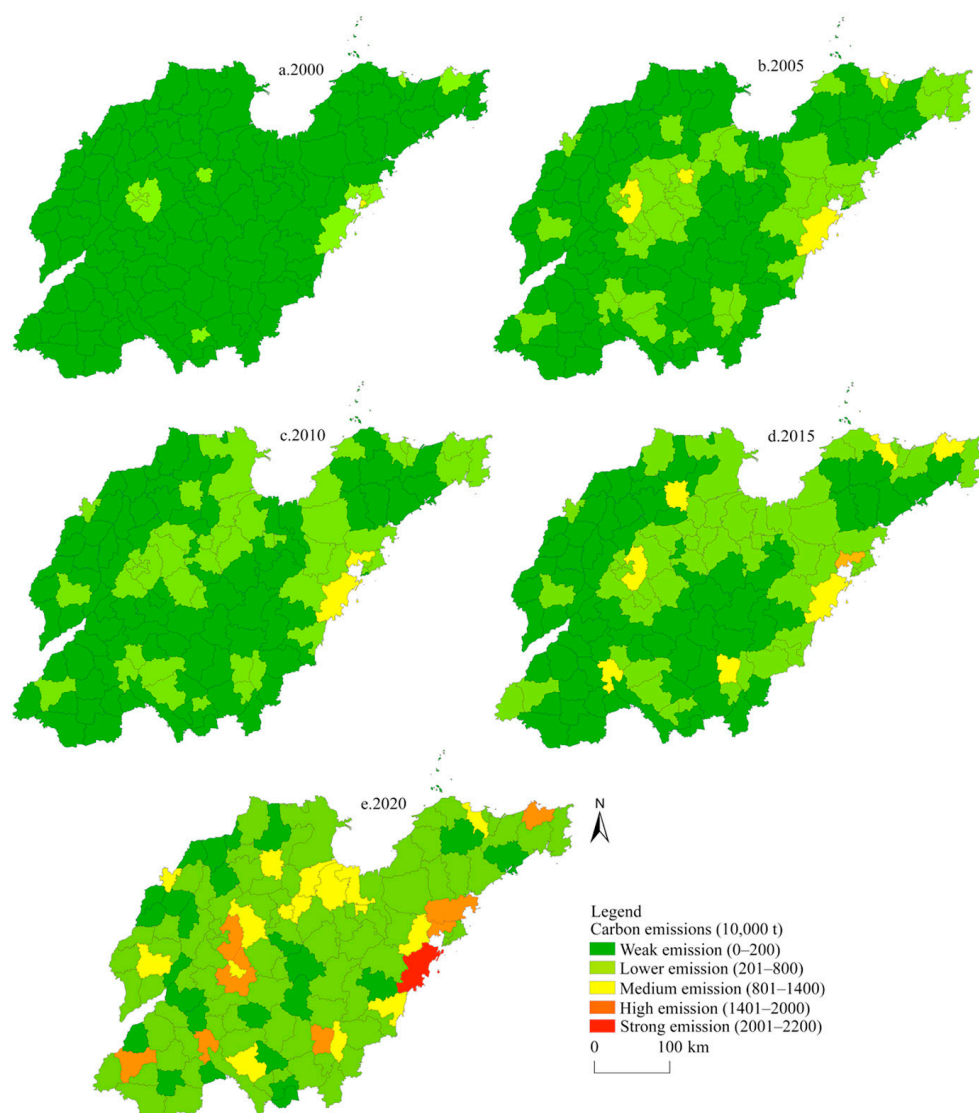 a.2000
b.2005
c.2010
d.2015
e.2020
N
Legend
Carbon emissions (10,000 t)
Weak emission (0–200)
Lower emission (201–800)
Medium emission (801–1400)
High emission (1401–2000)
Strong emission (2001–2200)
0 100 km